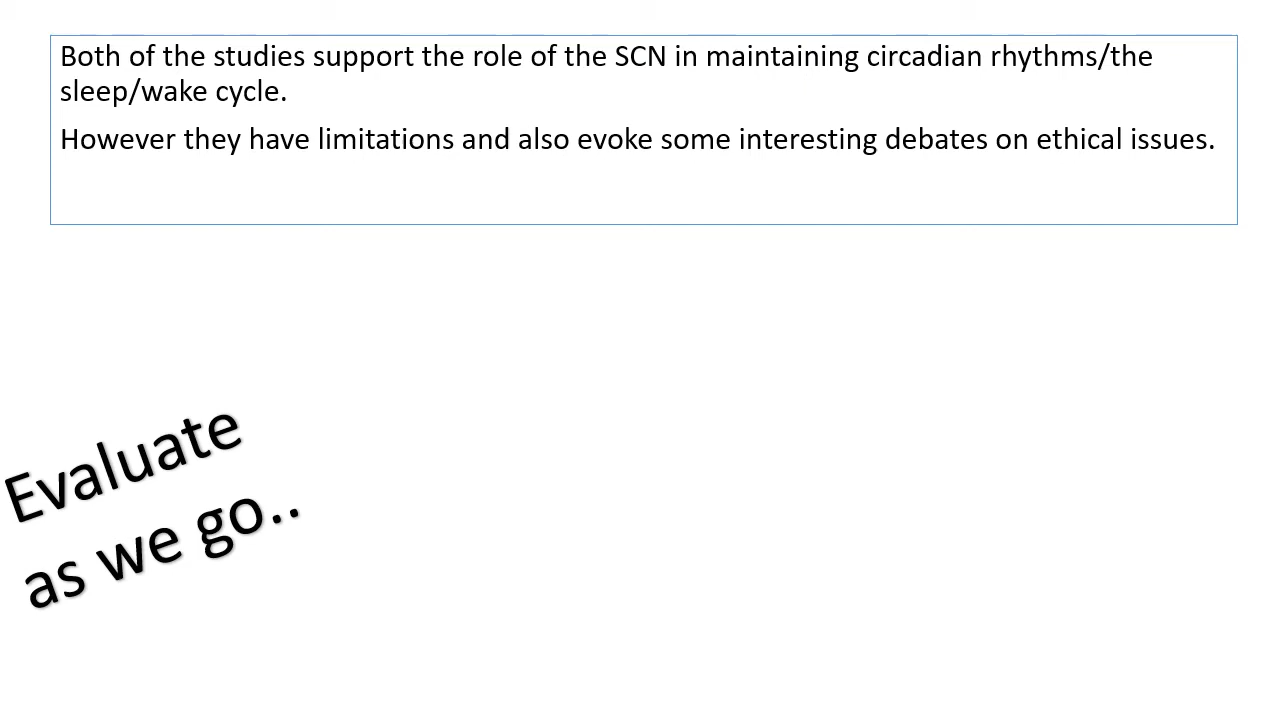 Both of the studies support the role of the SCN in maintaining circadian rhythms/the
sleep/wake cycle.
However they have limitations and also evoke some interesting debates on ethical issues.
Evaluate
as we go..